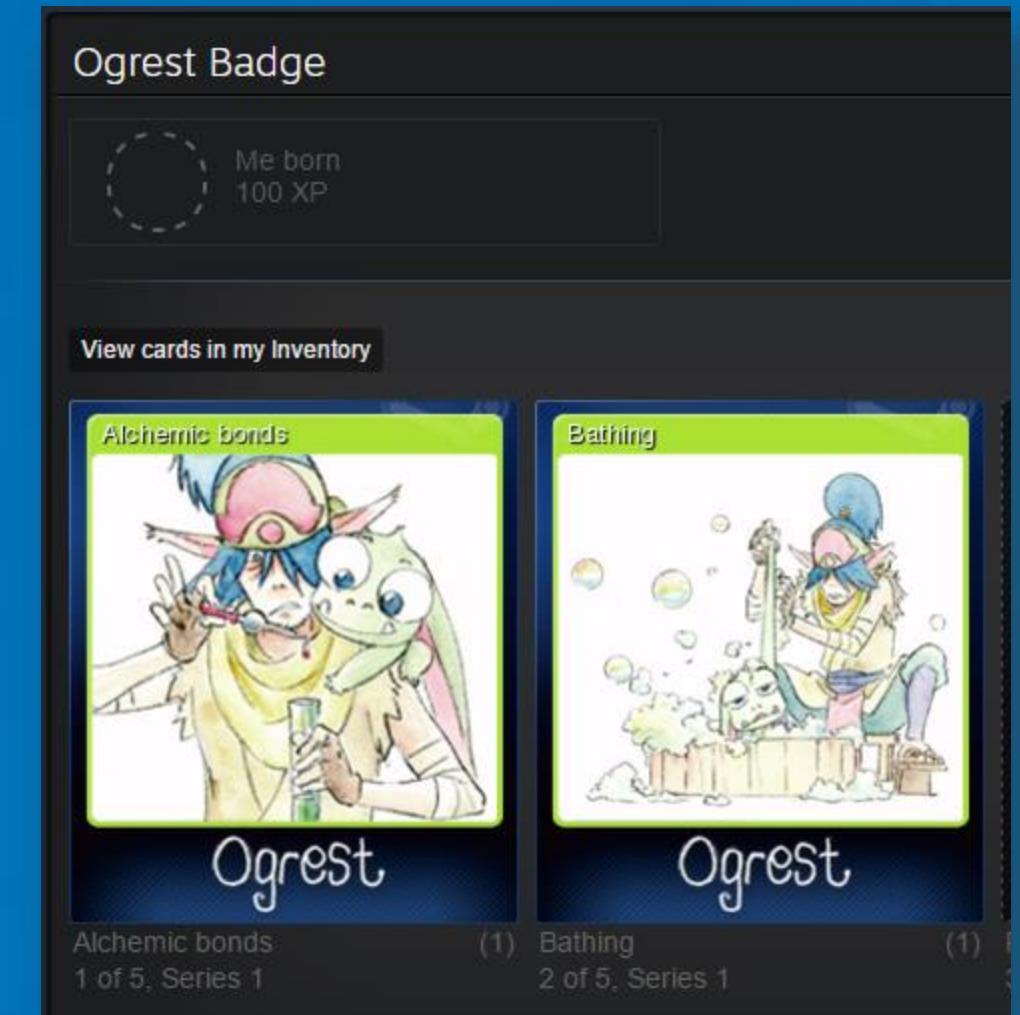 Ogrest Badge
Me born
100 XP
View cards in my Inventory
Alchemic bonds
Bathing
Ogrest
Ogrest
Alchemic bonds (1)
1 of 5, Series 1
Bathing (1)
2 of 5, Series 1